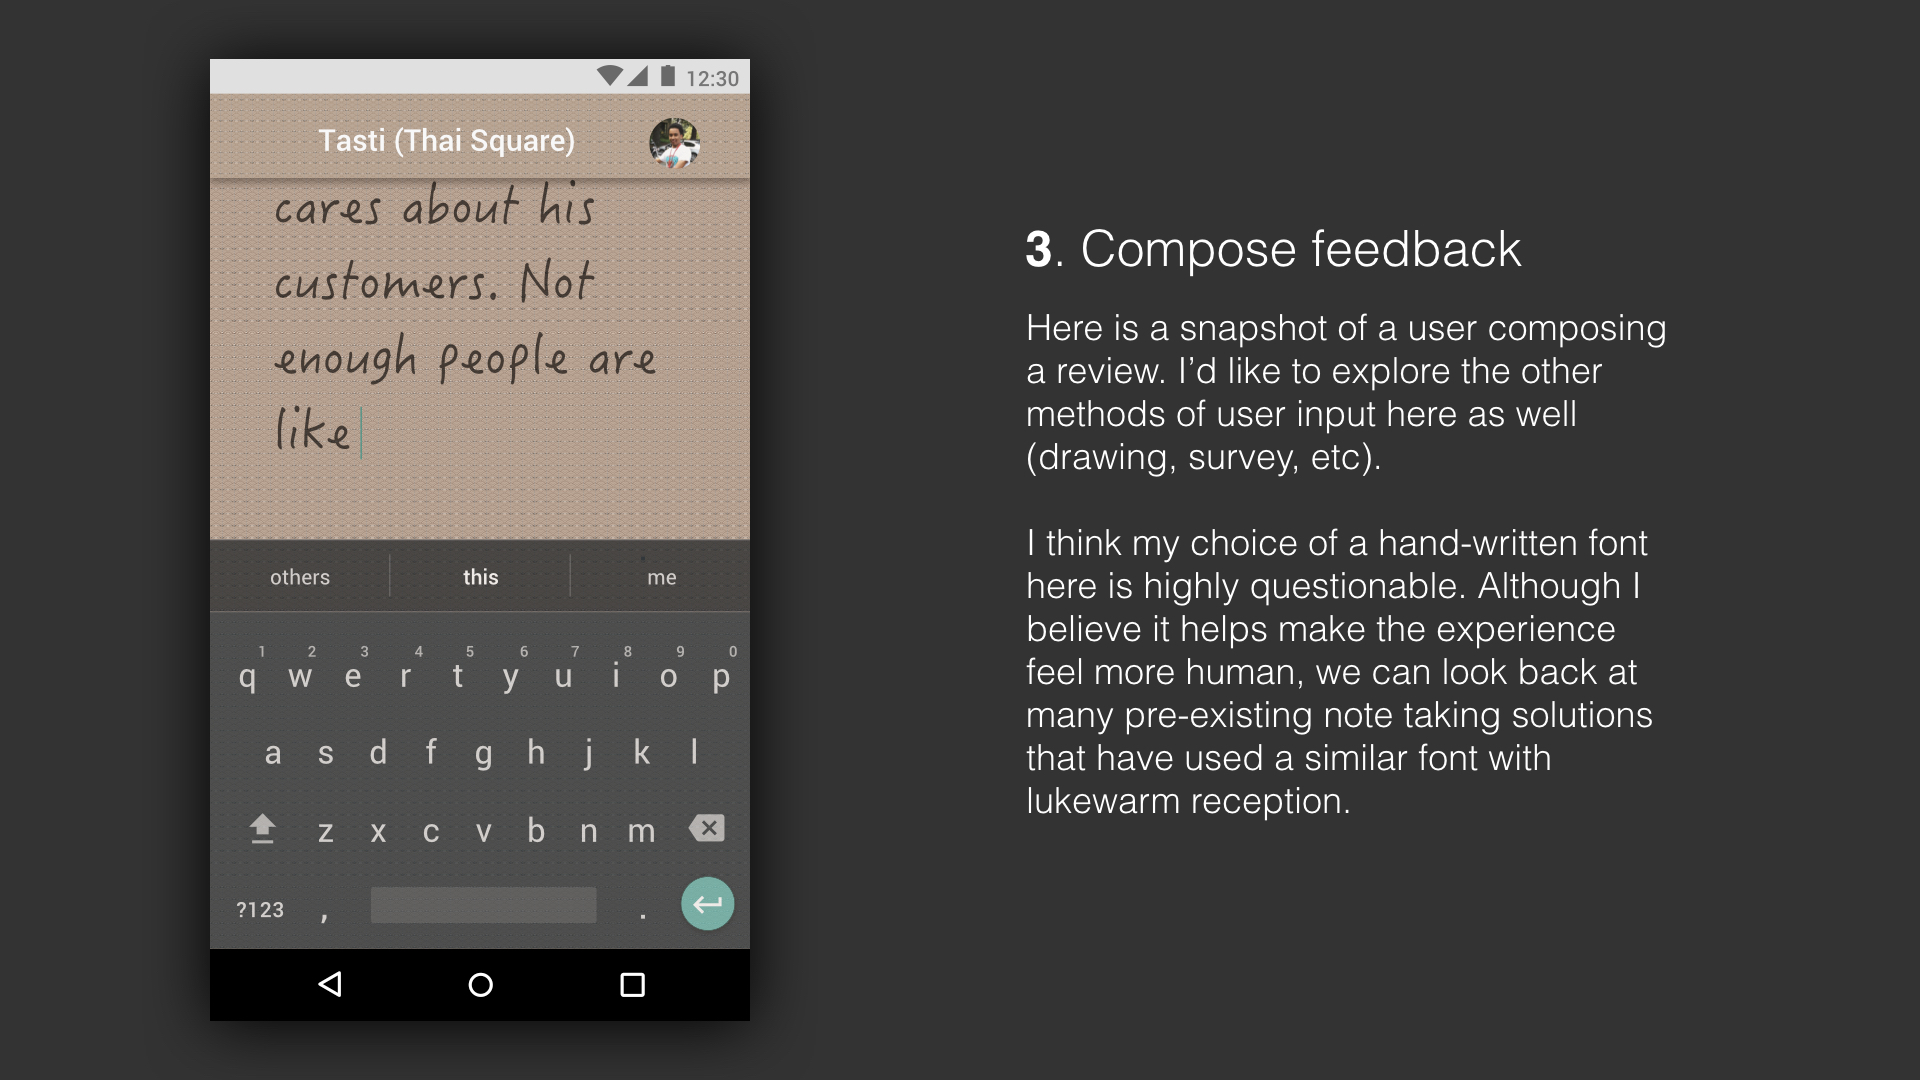 12:30
Tasti (Thai Square)
cares about his
customers. Not
enough people are
like
others this me
1 2 3 4 5 6 7 8 9 0
q w e r t y u i o p
a s d f g h j k l
z x c v b n m
?123 , .
3. Compose feedback
Here is a snapshot of a user composing
a review. I’d like to explore the other
methods of user input here as well
(drawing, survey, etc).
I think my choice of a hand-written font
here is highly questionable. Although I
believe it helps make the experience
feel more human, we can look back at
many pre-existing note taking solutions
that have used a similar font with
lukewarm reception.